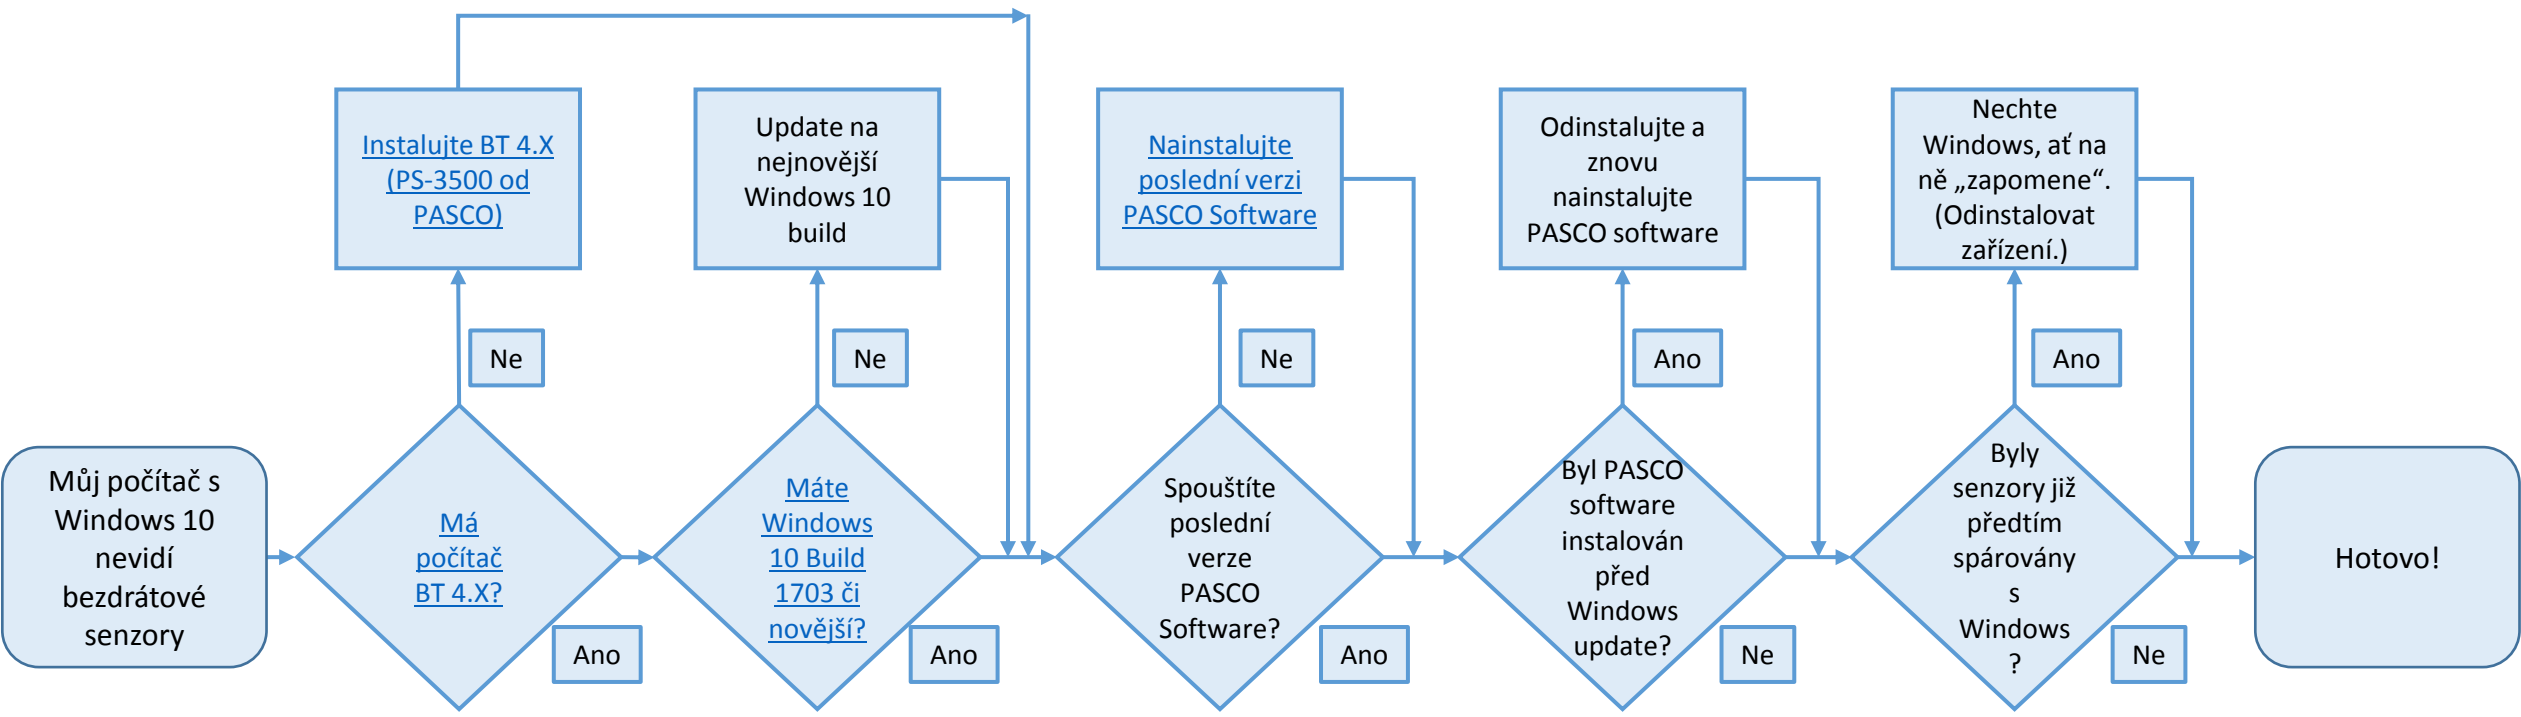 Instalujte BT 4.X
(PS-3500 od
PASCO)
Update na
nejnovější
Windows 10
build
Nainstalujte
poslední verzi
PASCO Software
Odinstalujte a
znovu
nainstalujte
PASCO software
Nechte
Windows, ať na
ně „zapomene“.
(Odinstalovat
zařízení.)
Ne
Ne
Ne
Ano
Ano
Můj počítač s
Windows 10
nevidí
bezdrátové
senzory
Má
počítač
BT 4.X?
Máte
Windows
10 Build
1703 či
novější?
Spouštíte
poslední
verze
PASCO
Software?
Byl PASCO
software
instalován
před
Windows
update?
Byly
senzory již
předtím
spárovány
s
Windows
?
Hotovo!
Ano
Ano
Ano
Ne
Ne